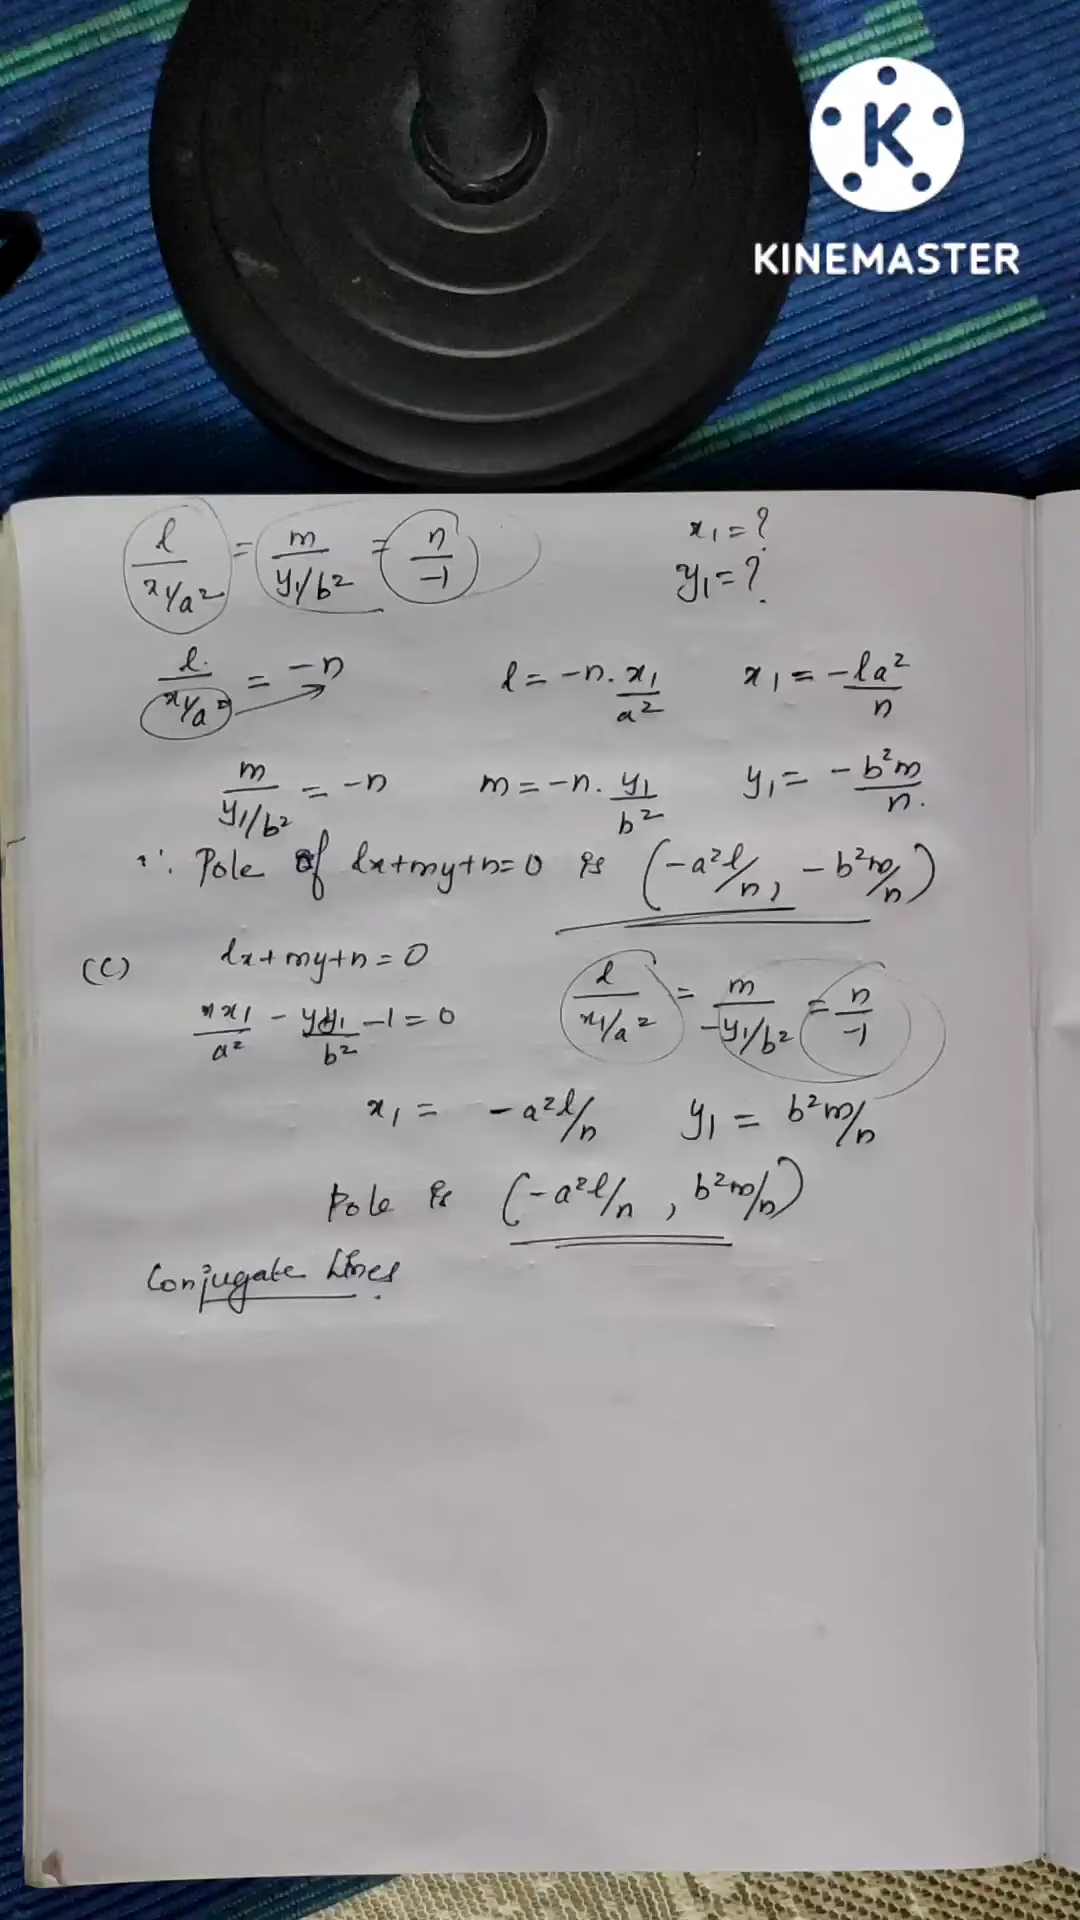 KINEMASTER
l/(x₁/a²) = m/(y₁/b²) = n/-1    x₁ = ?
y₁ = ?
l/(x₁/a²) = -n    l = -n. x₁/a²    x₁ = -la²/n
m/(y₁/b²) = -n    m = -n. y₁/b²    y₁ = -b²m/n.
∴ Pole of lx+my+n=0 is (-a²l/n, -b²m/n)
(c)    lx+my+n=0
xx₁/a² - yy₁/b² -1 = 0    l/(x₁/a²) = m/(-y₁/b²) = n/-1
x₁ = -a²l/n    y₁ = b²m/n
Pole is (-a²l/n, b²m/n)
Conjugate Lines.